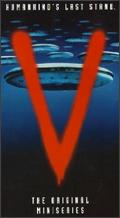 HUMANKIND'S LAST STAND.
V
THE ORIGINAL
MINISERIES